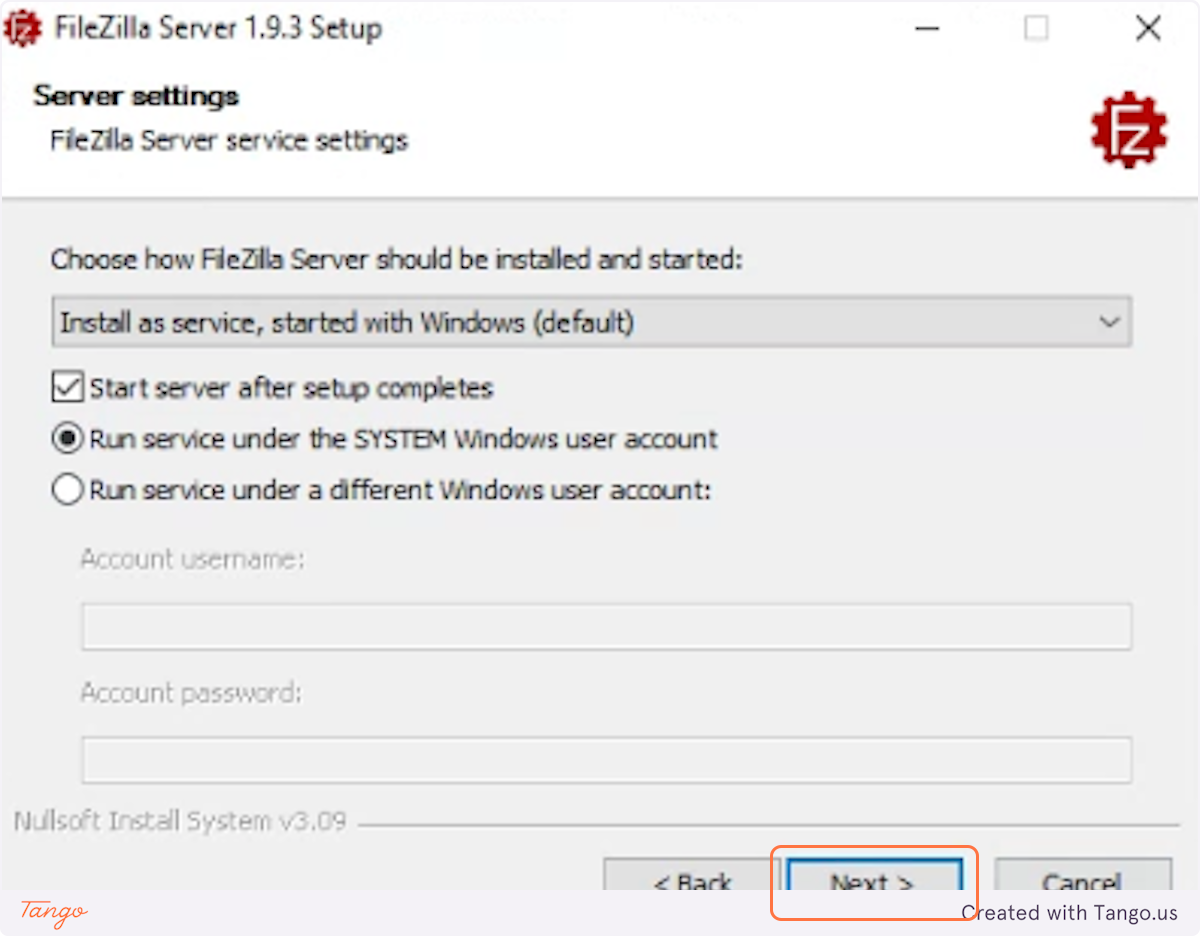 FileZilla Server 1.9.3 Setup
Server settings
FileZilla Server service settings
Fz
Choose how FileZilla Server should be installed and started:
Install as service, started with Windows (default)
Start server after setup completes
Run service under the SYSTEM Windows user account
Run service under a different Windows user account:
Account username:
Account password:
Nullsoft Install System v3.09
< Back Next > Cancel
Tango Created with Tango.us